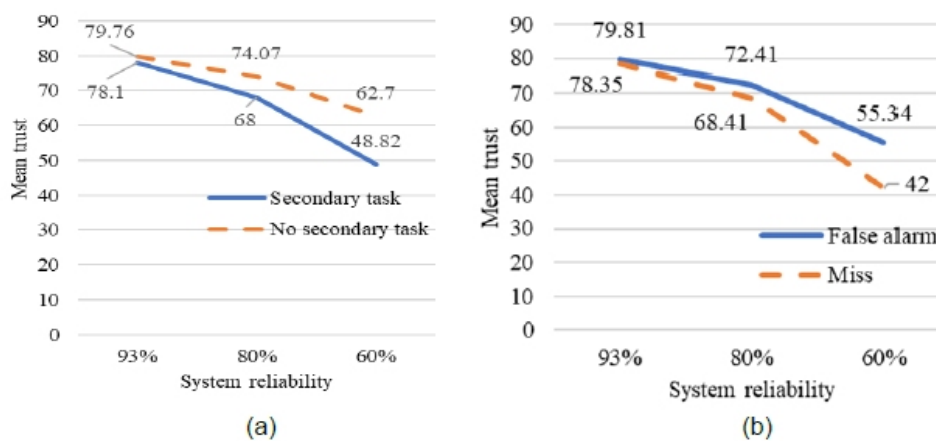 90
80
70
60
50
40
30
20
10
0
Mean trust
79.76
78.1
74.07
68
62.7
48.82
Secondary task
No secondary task
93% 80% 60%
System reliability
(a)
90
80
70
60
50
40
30
20
10
0
Mean trust
79.81
78.35
72.41
68.41
55.34
42
False alarm
Miss
93% 80% 60%
System reliability
(b)